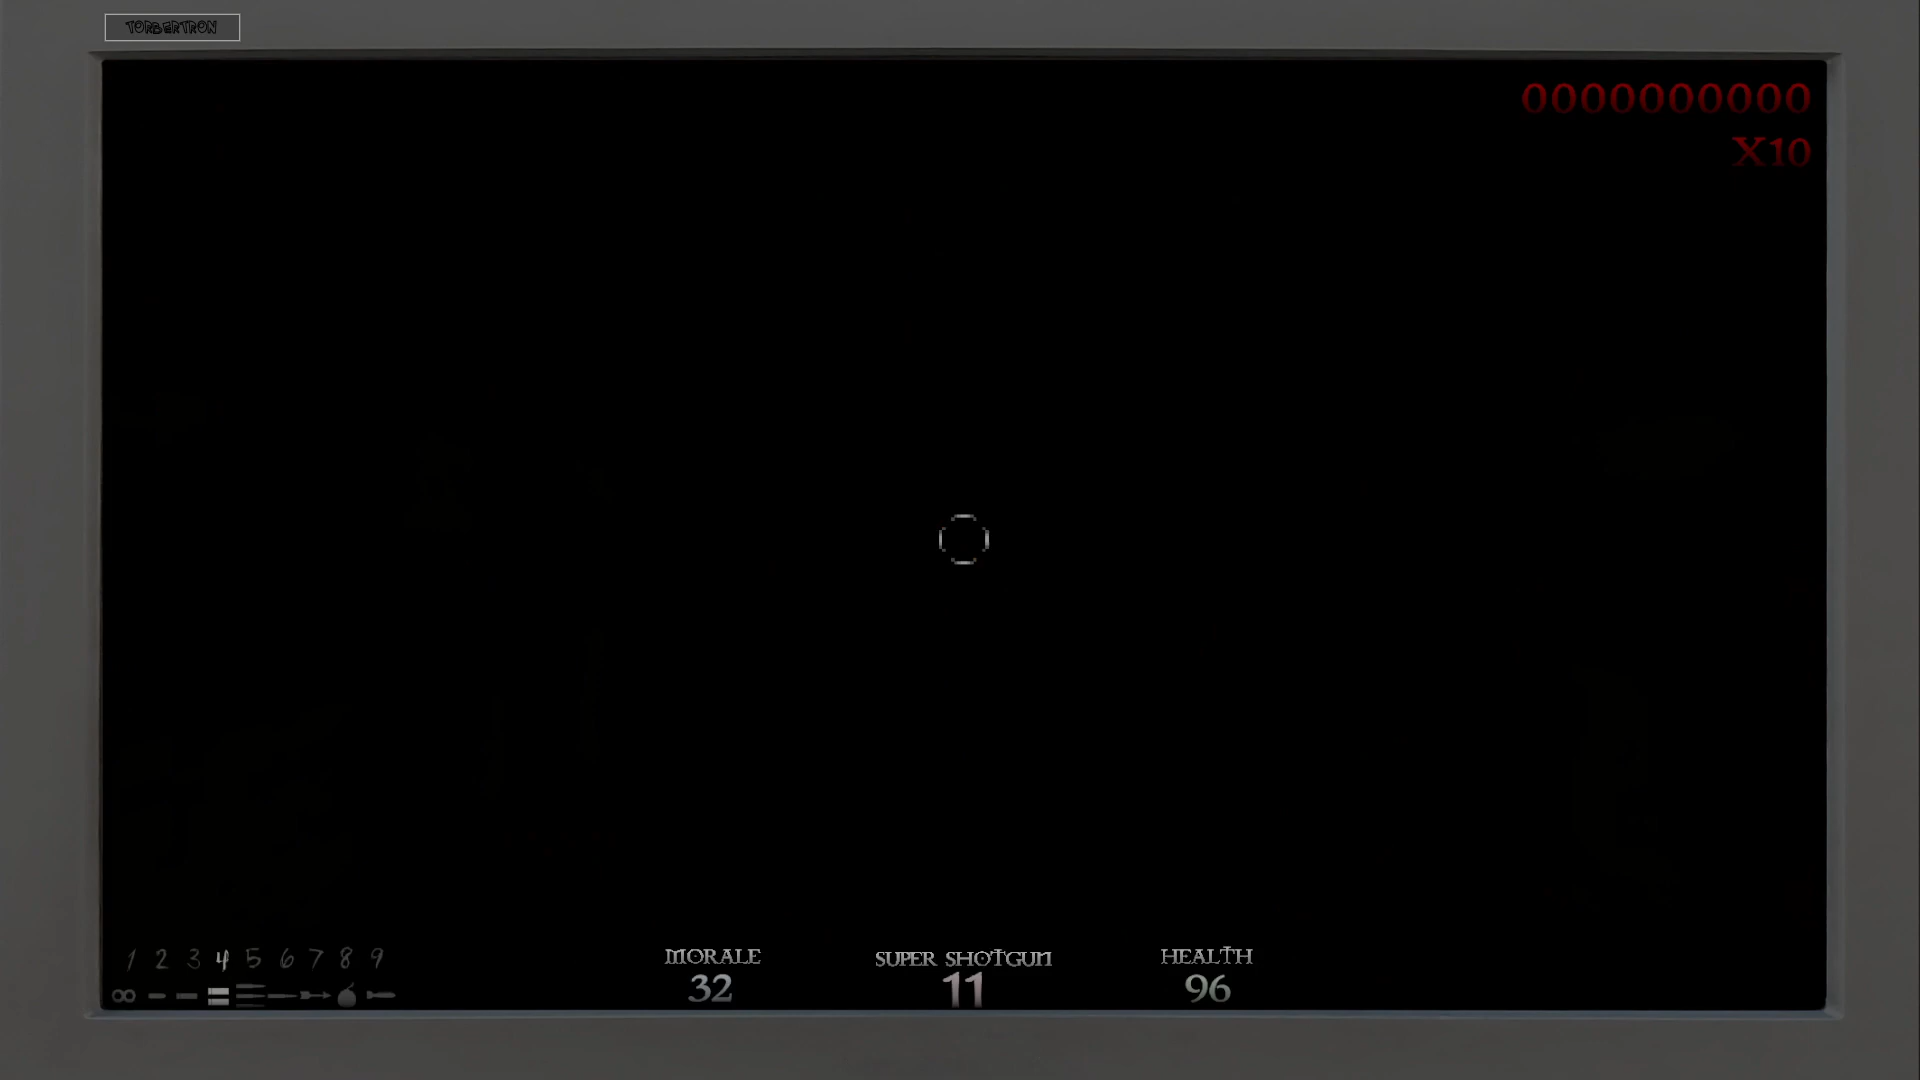 TORBERTRON
0000000000
X10
1 2 3 4 5 6 7 8 9
MORALE
32
SUPER SHOTGUN
11
HEALTH
96